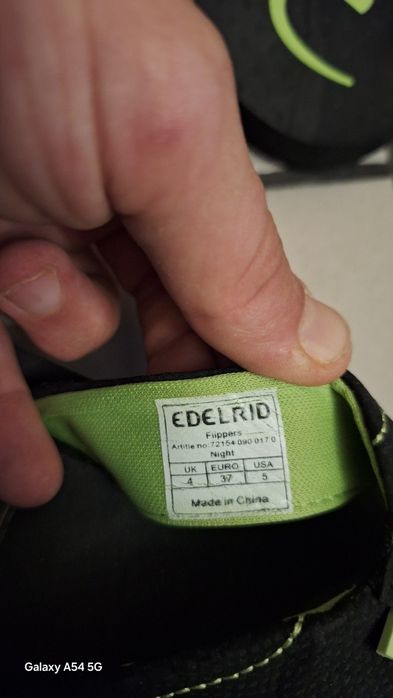 EDELRID
Flippers
Article no:72154 090 017 0
Night
UK EURO USA
4 37 5
Made in China
Galaxy A54 5G